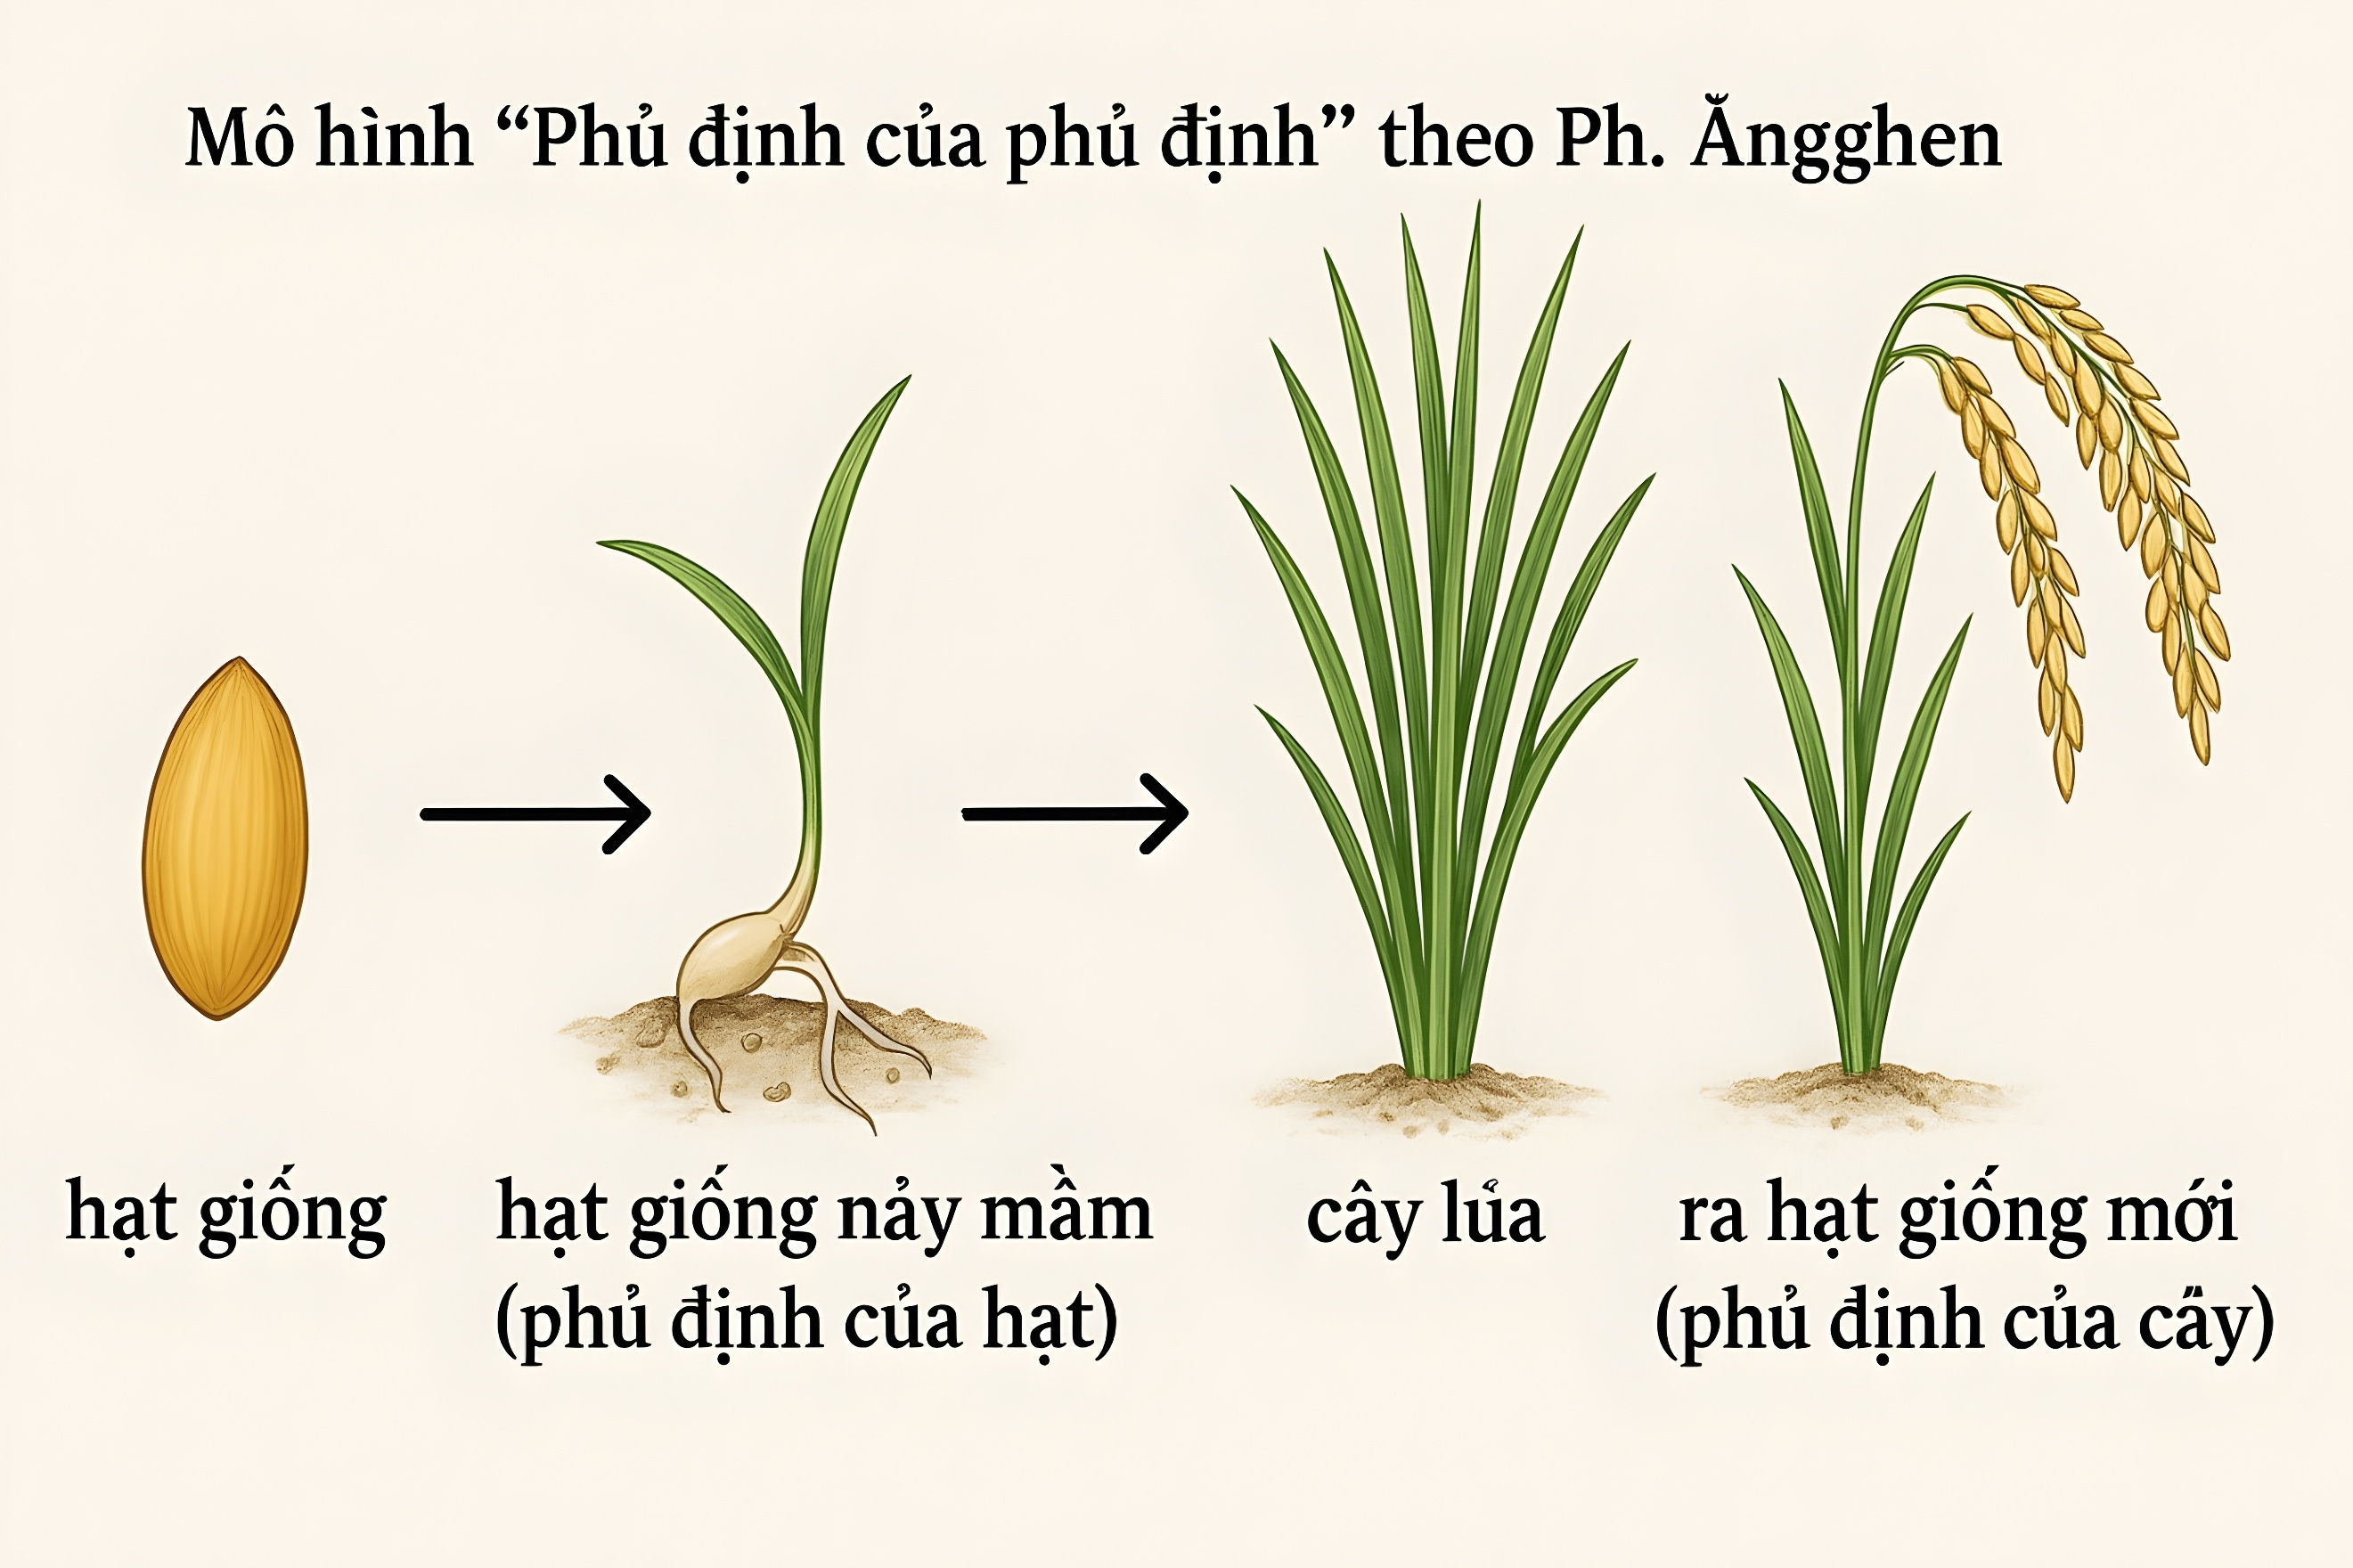 Mô hình “Phủ định của phủ định” theo Ph. Ăngghen
hạt giống
hạt giống nảy mầm
(phủ định của hạt)
cây lúa
ra hạt giống mới
(phủ định của cây)